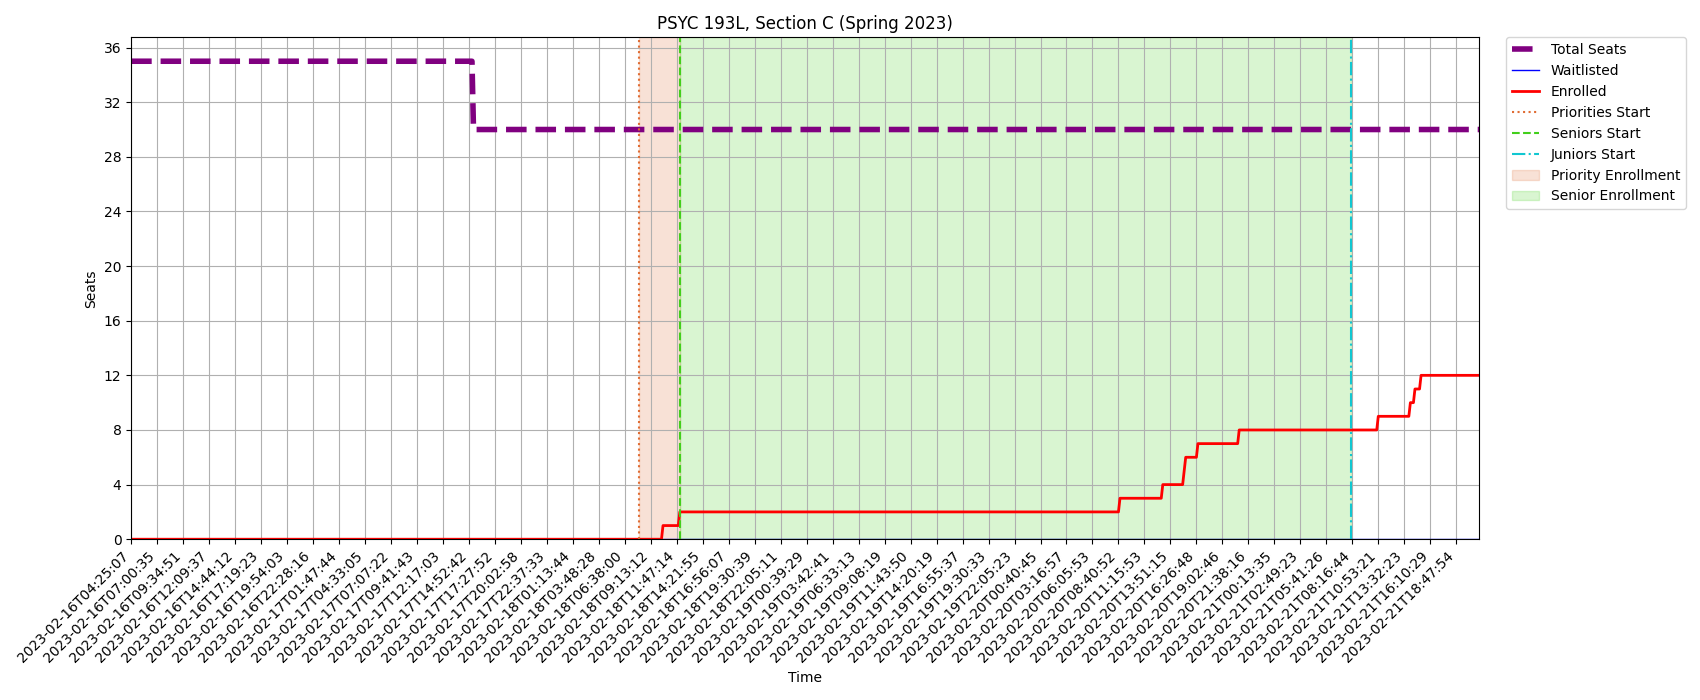 PSYC 193L, Section C (Spring 2023)
Total Seats
Waitlisted
Enrolled
Priorities Start
Seniors Start
Juniors Start
Priority Enrollment
Senior Enrollment
Seats
36
32
28
24
20
16
12
8
4
0
2023-02-16T04:25:07
2023-02-16T07:00:35
2023-02-16T09:34:51
2023-02-16T12:09:37
2023-02-16T14:44:12
2023-02-16T17:19:23
2023-02-16T19:54:03
2023-02-16T22:28:16
2023-02-17T01:47:44
2023-02-17T04:33:05
2023-02-17T07:07:22
2023-02-17T09:41:43
2023-02-17T12:17:03
2023-02-17T14:52:42
2023-02-17T17:27:52
2023-02-17T20:02:58
2023-02-17T22:37:33
2023-02-18T01:13:44
2023-02-18T03:48:28
2023-02-18T06:38:00
2023-02-18T09:13:12
2023-02-18T11:47:14
2023-02-18T14:21:55
2023-02-18T16:56:07
2023-02-18T19:30:39
2023-02-18T22:05:11
2023-02-19T00:39:29
2023-02-19T03:42:41
2023-02-19T06:33:13
2023-02-19T09:08:19
2023-02-19T11:43:50
2023-02-19T14:20:19
2023-02-19T16:55:37
2023-02-19T19:30:33
2023-02-19T22:05:23
2023-02-20T00:40:45
2023-02-20T03:16:57
2023-02-20T06:05:53
2023-02-20T08:40:52
2023-02-20T11:15:53
2023-02-20T13:51:15
2023-02-20T16:26:48
2023-02-20T19:02:46
2023-02-20T21:38:16
2023-02-21T00:13:35
2023-02-21T02:49:23
2023-02-21T05:41:26
2023-02-21T08:16:44
2023-02-21T10:53:21
2023-02-21T13:32:23
2023-02-21T16:10:29
2023-02-21T18:47:54
Time